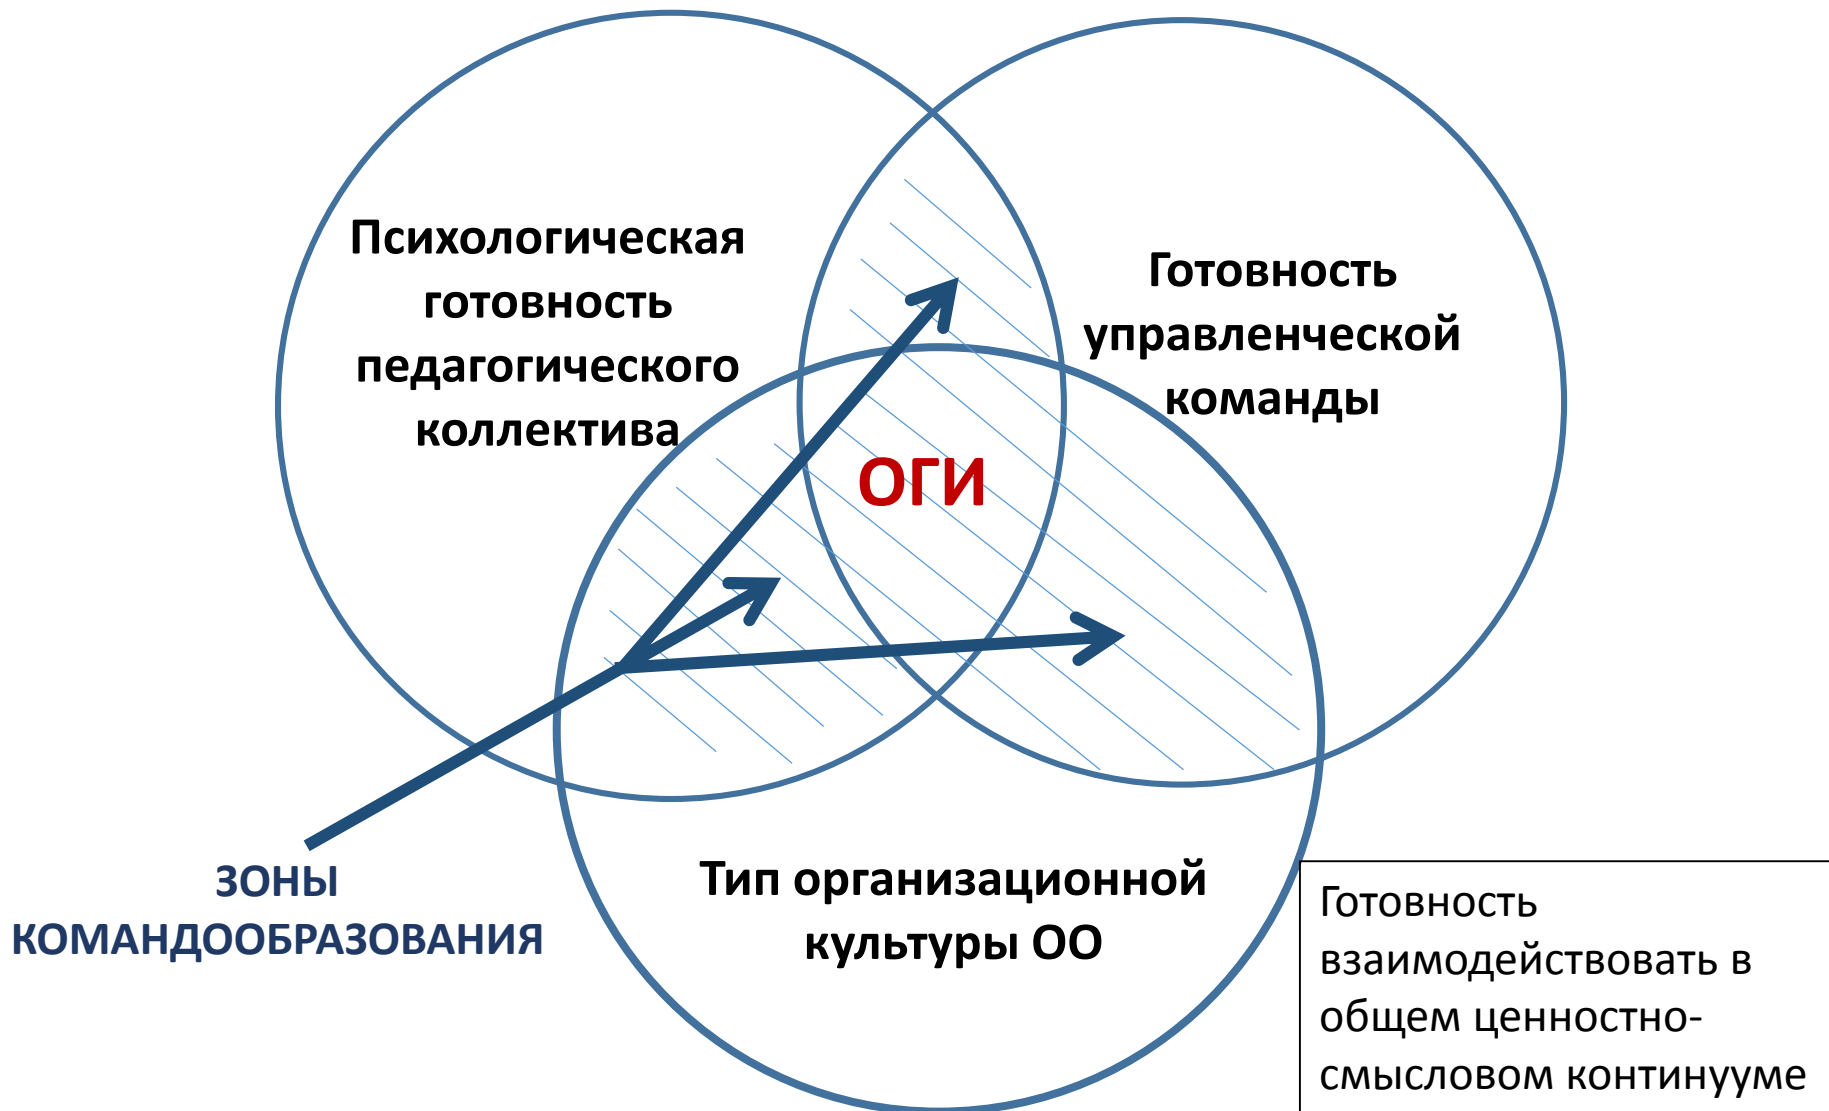 Психологическая
готовность
педагогического
коллектива
Готовность
управленческой
команды
ОГИ
ЗОНЫ
КОМАНДООБРАЗОВАНИЯ
Тип организационной
культуры ОО
Готовность
взаимодействовать в
общем ценностно-
смысловом континууме